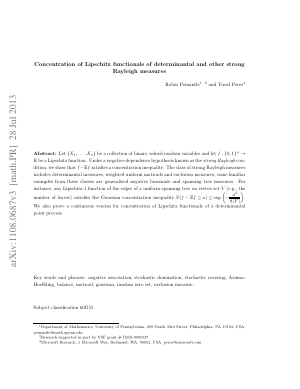 Concentration of Lipschitz functionals of determinantal and other strong
Rayleigh measures
Robin Pemantle1, 2 and Yuval Peres3
arXiv:1108.0687v3 [math.PR] 28 Jul 2013
Abstract: Let {X1, . . . , Xn} be a collection of binary valued random variables and let f : {0, 1}n →
R be a Lipschitz function. Under a negative dependence hypothesis known as the strong Rayleigh con-
dition, we show that f − Ef satisfies a concentration inequality. The class of strong Rayleigh measures
includes determinantal measures, weighted uniform matroids and exclusion measures; some familiar
examples from these classes are generalized negative binomials and spanning tree measures. For
instance, any Lipschitz-1 function of the edges of a uniform spanning tree on vertex set V (e.g., the
number of leaves) satisfies the Gaussian concentration inequality P(f − Ef ≥ a) ≤ exp
We also prove a continuous version for concentration of Lipschitz functionals of a determinantal
point process.
Key words and phrases: negative association, stochastic domination, stochastic covering, Azuma-
Hoeffding, balance, matroid, gaussian, random zero set, exclusion measure.
Subject classification 60G55.
1Department of Mathematics, University of Pennsylvania, 209 South 33rd Street, Philadelphia, PA 19104, USA,
pemantle@math.upenn.edu
2Research supported in part by NSF grant #
3Microsoft Research, 1 Microsoft Way, Redmond, WA, 98052, USA, peres@microsoft.com